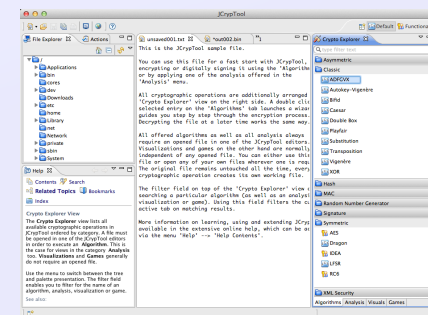 JCrypTool
Default
Functional
File Explorer
Actions
Applications
bin
cores
dev
Downloads
etc
home
Library
net
Network
private
sbin
System
Help
Contents
Search
Related Topics
Bookmarks
Index
Crypto Explorer View
The Crypto Explorer view lists all
available cryptographic operations in
JCrypTool ordered by category. A file must
be opened in one of the JCrypTool editors
in order to execute an Algorithm. This is
the case for views in the category Analysis
too. Visualizations and Games generally
do not require an opened file.
Use the menu to switch between the tree
and palette presentation. The filter field
enables you to filter for the name of an
algorithm, analysis, visualization or game.
See also:
unsaved001.txt
*out002.bin
This is the JCrypTool sample file.
You can use this file for a fast start with JCrypTool,
encrypting or digitally signing it using the 'Algorithm
or by applying one of the analysis offered in the
'Analysis' menu.
All cryptographic operations are additionally arranged
'Crypto Explorer' view on the right side. A double clic
selected entry on the 'Algorithms' tab launches a wizar
guides you step by step through the encryption process.
Decrypting the file at a later time works the same way.
All offered algorithms as well as all analysis always
require an opened file in one of the JCrypTool editors.
Visualizations and games on the other hand are normally
independent of any opened file. You can either use this
file or open any of your own files wherever one is requ
The original file remains untouched all the time, every
cryptographic operation creates its own working file.
The filter field on top of the 'Crypto Explorer' view
searching a particular algorithm (as well as an analysi
visualization or game). Using this field filters the cu
active tab on matching results.
More information on learning, using and extending JCryp
available in the extensive online help, which can be ac
via the menu 'Help' --> 'Help Contents'.
Crypto Explorer
type filter text
Asymmetric
Classic
ADFGVX
Autokey-Vigenère
Bifid
Caesar
Double Box
Playfair
Substitution
Transposition
Vigenère
XOR
Hash
MAC
Random Number Generator
Signature
Symmetric
AES
Dragon
IDEA
LFSR
RC6
XML Security
Algorithms
Analysis
Visuals
Games